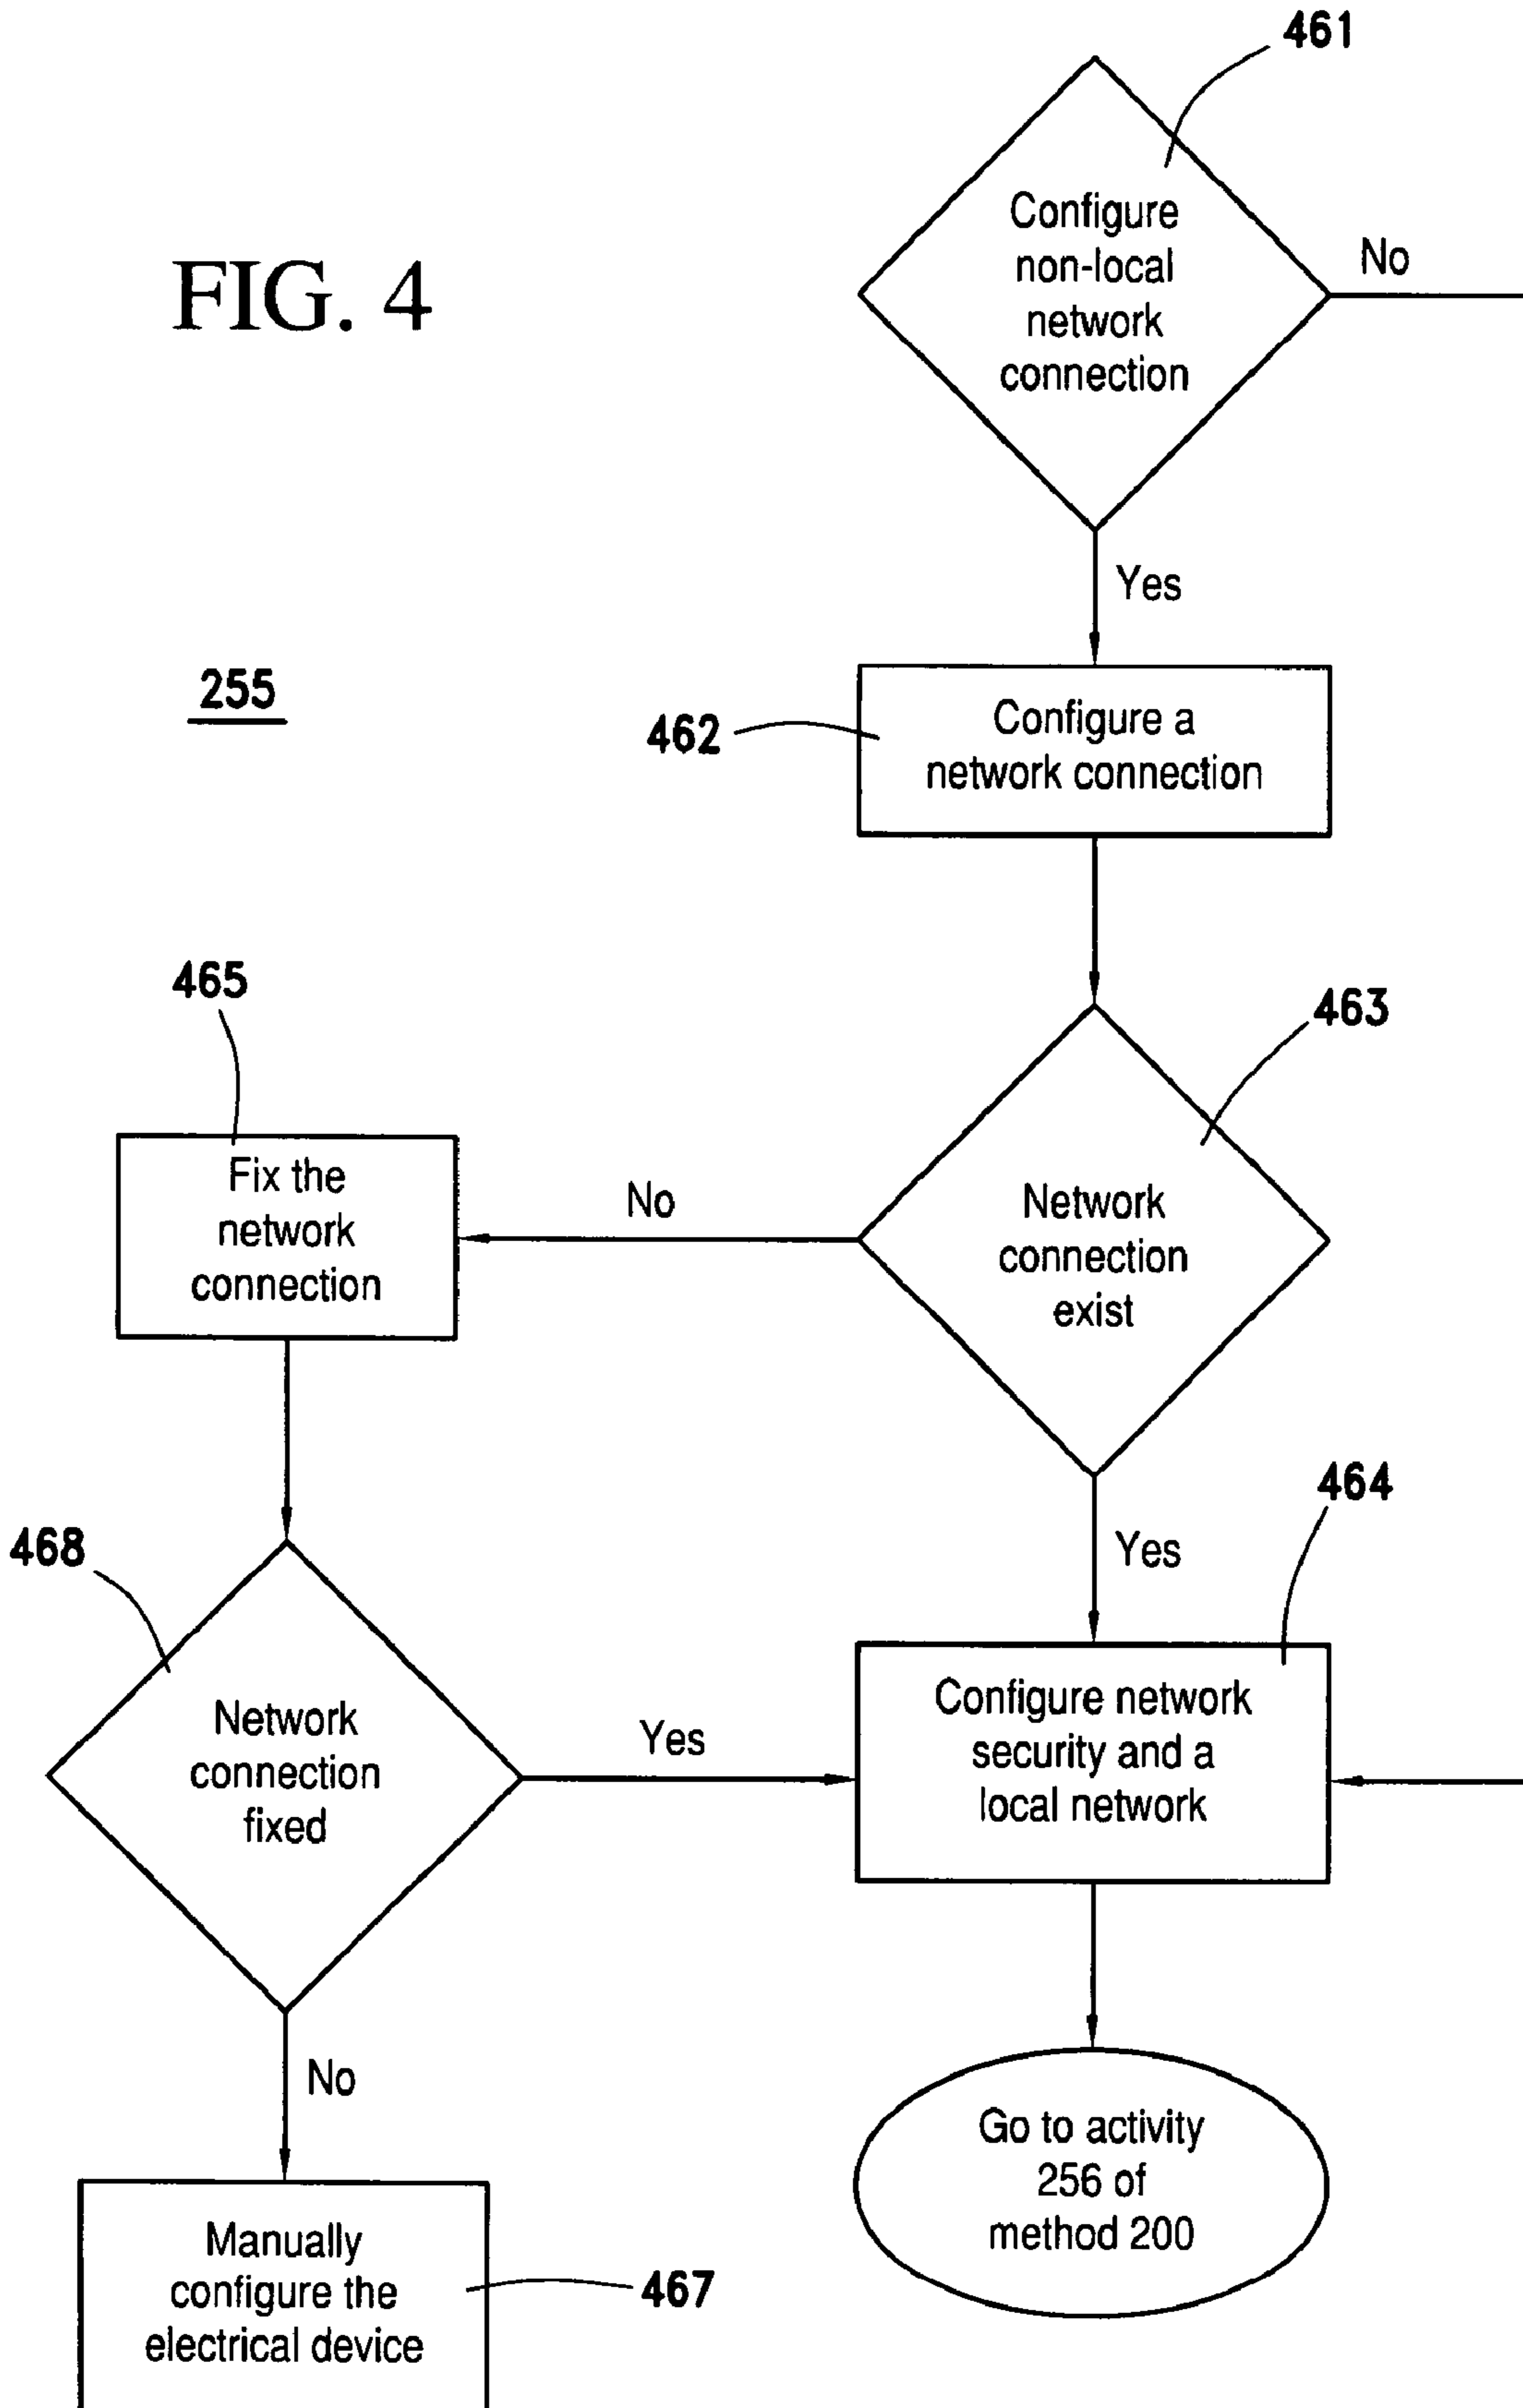 461
Configure
non-local
network
connection
No
FIG. 4
Yes
255
462
Configure a
network connection
465
463
Fix the
network
connection
No
Network
connection
exist
468
Yes
464
Network
connection
fixed
Yes
Configure network
security and a
local network
No
Go to activity
256 of
method 200
Manually
configure the
electrical device
467